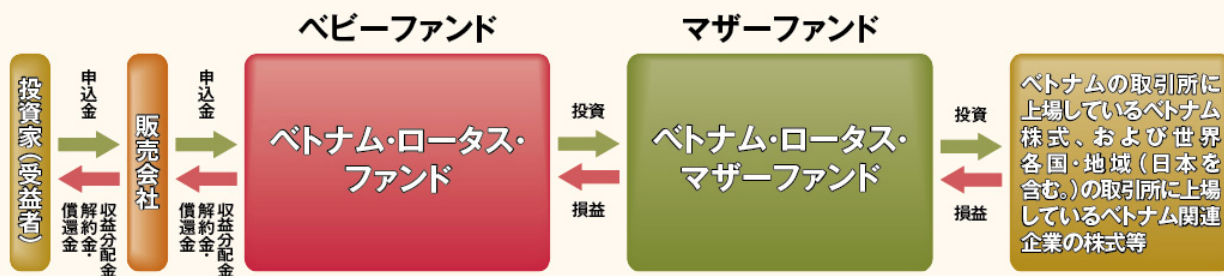 ベビーファンド
マザーファンド
投資家(受益者)
申込金
収益分配金
解約金・
償還金
販売会社
申込金
収益分配金
解約金・
償還金
ベトナム・ロータス・
ファンド
投資
損益
ベトナム・ロータス・
マザーファンド
投資
損益
ベトナムの取引所に
上場しているベトナム
株式、および世界
各国・地域(日本を
含む。)の取引所に上場
しているベトナム関連
企業の株式等